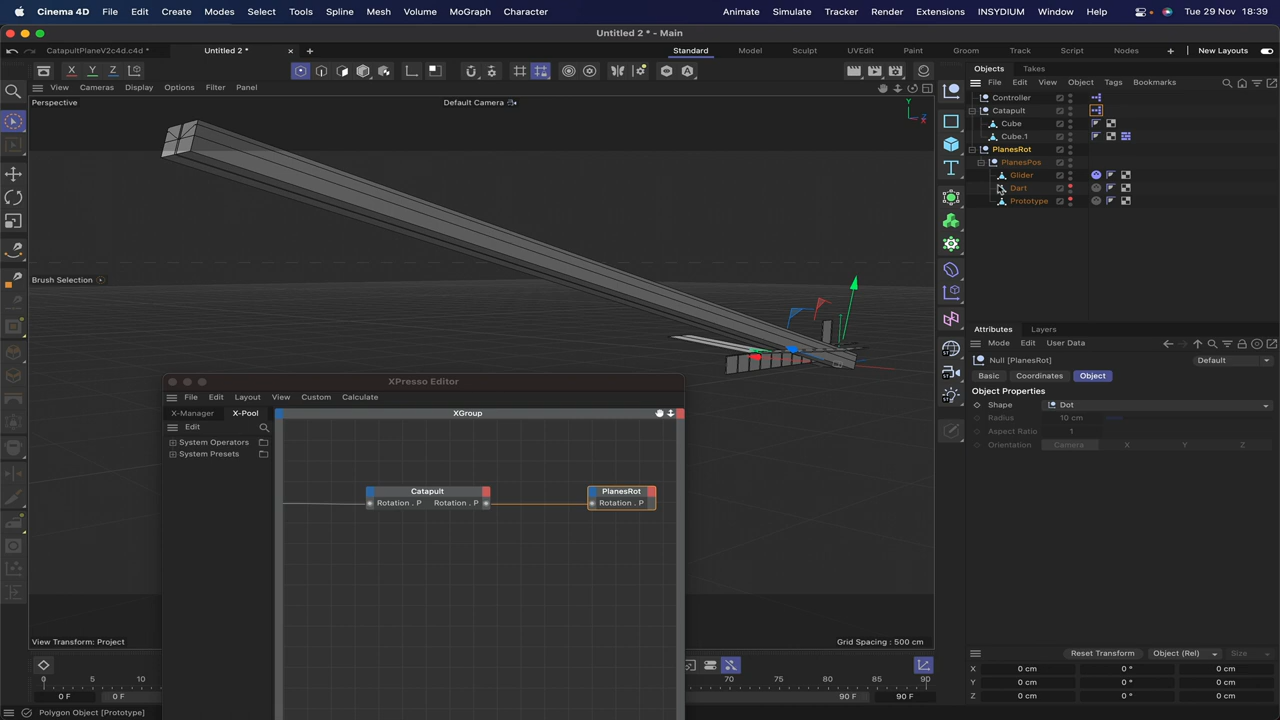 Cinema 4D File Edit Create Modes Select Tools Spline Mesh Volume MoGraph Character Animate Simulate Tracker Render Extensions INSYDIUM Window Help Tue 29 Nov 18:39
Untitled 2 * - Main
CatapultPlaneV2c4d.c4d * Untitled 2 * Standard Model Sculpt UVEdit Paint Groom Track Script Nodes New Layouts
X Y Z
View Cameras Display Options Filter Panel
Perspective
Default Camera
Y
X
Z
Brush Selection
View Transform: Project
Grid Spacing : 500 cm
XPresso Editor
File Edit Layout View Custom Calculate
X-Manager X-Pool
Edit
System Operators
System Presets
XGroup
Catapult
Rotation . P Rotation . P
PlanesRot
Rotation . P
Objects Takes
File Edit View Object Tags Bookmarks
Controller
Catapult
Cube
Cube.1
PlanesRot
PlanesPos
Glider
Dart
Prototype
Attributes Layers
Mode Edit User Data
Null [PlanesRot] Default
Basic Coordinates Object
Object Properties
Shape Dot
Radius 10 cm
Aspect Ratio 1
Orientation Camera X Y Z
Reset Transform Object (Rel) Size
X 0 cm 0 ° 0 cm
Y 0 cm 0 ° 0 cm
Z 0 cm 0 ° 0 cm
0 5 10 70 75 80 85 90
0 F 0 F 90 F 90 F
Polygon Object [Prototype]